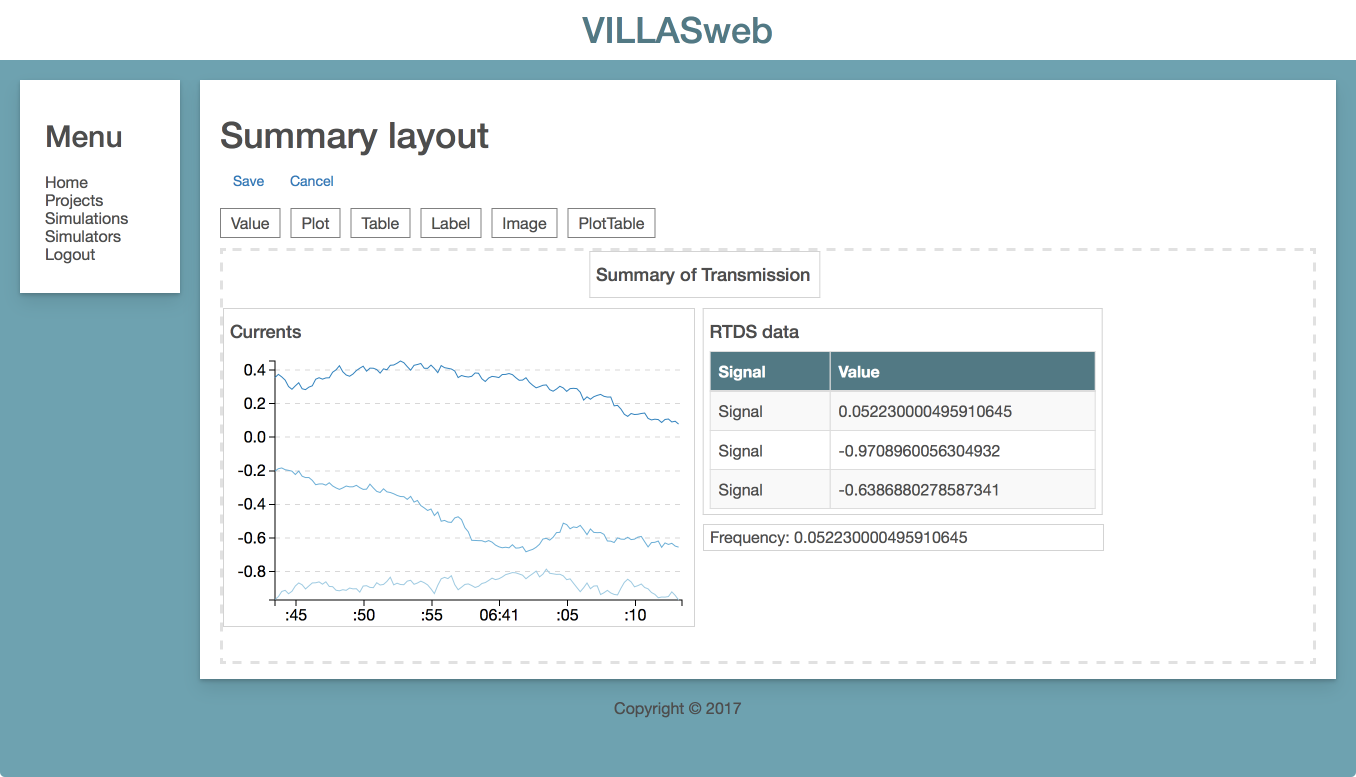 VILLASweb
Menu
Home
Projects
Simulations
Simulators
Logout
Summary layout
Save Cancel
Value Plot Table Label Image PlotTable
Summary of Transmission
Currents
0.4
0.2
0.0
-0.2
-0.4
-0.6
-0.8
:45 :50 :55 06:41 :05 :10
RTDS data
Signal Value
Signal 0.052230000495910645
Signal -0.9708960056304932
Signal -0.6386880278587341
Frequency: 0.052230000495910645
Copyright © 2017